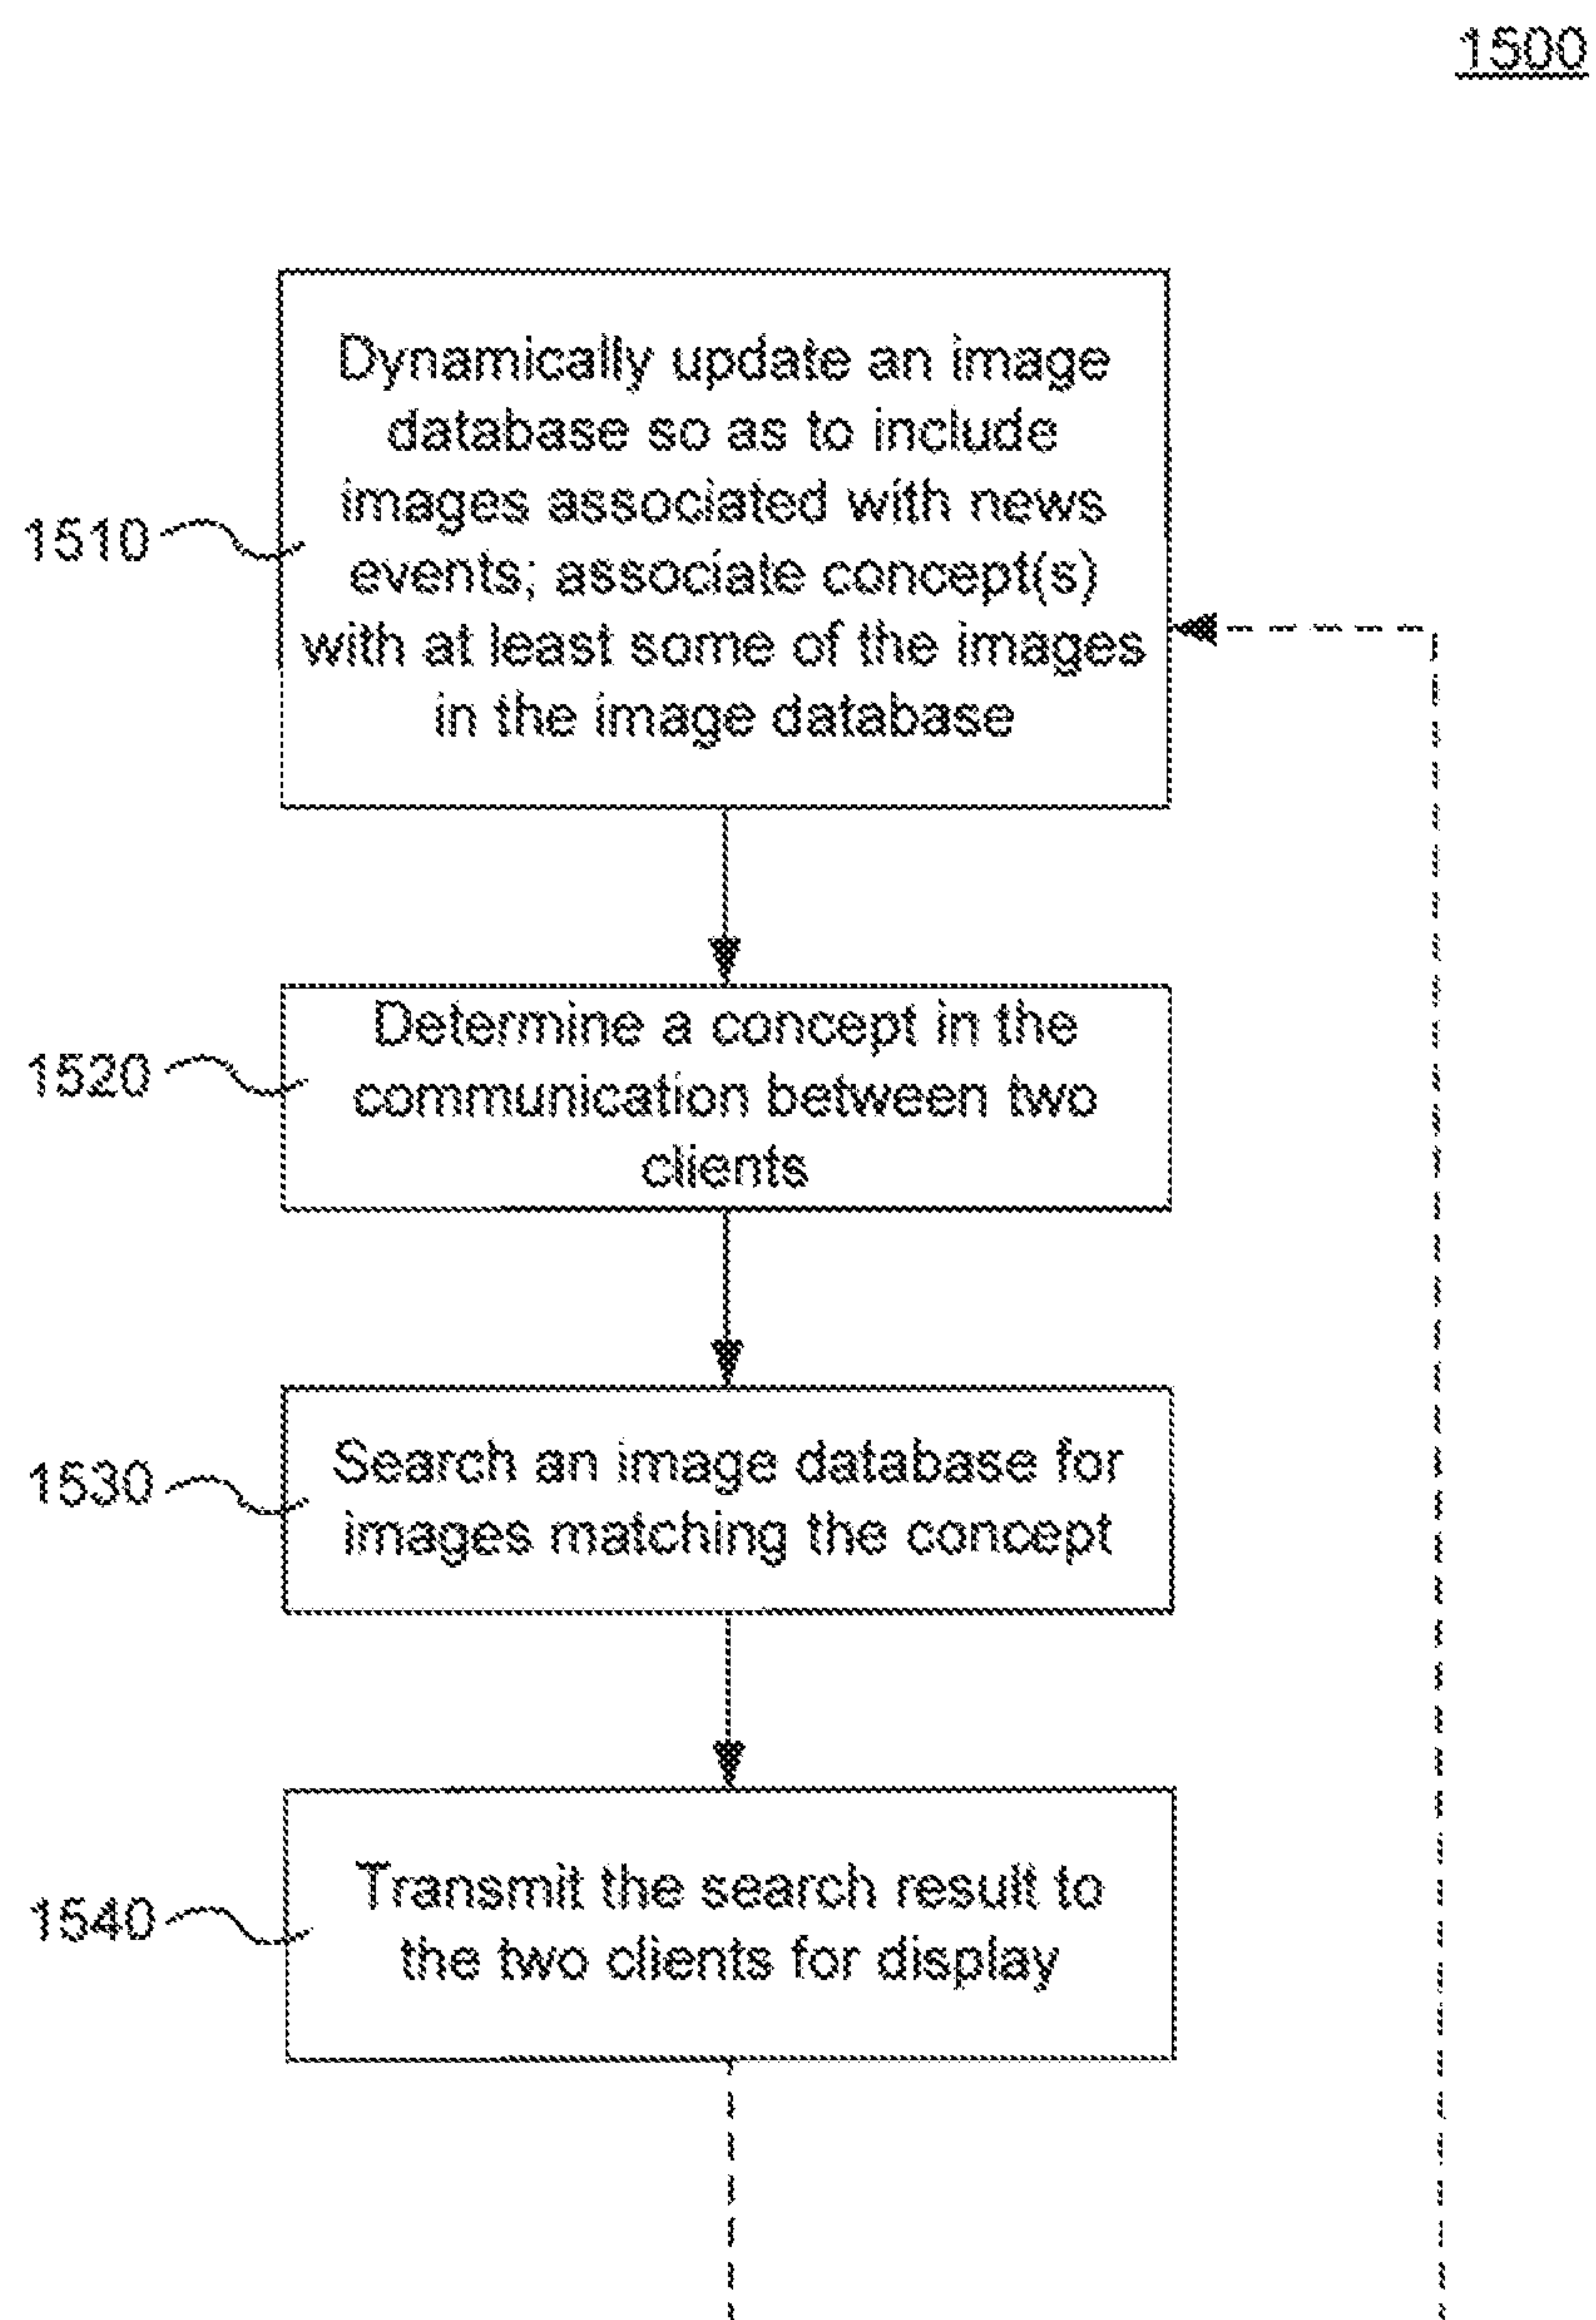 1500
Dynamically update an image
database so as to include
images associated with news
events; associate concept(s)
with at least some of the images
in the image database
1510
Determine a concept in the
communication between two
clients
1520
Search an image database for
images matching the concept
1530
Transmit the search result to
the two clients for display
1540